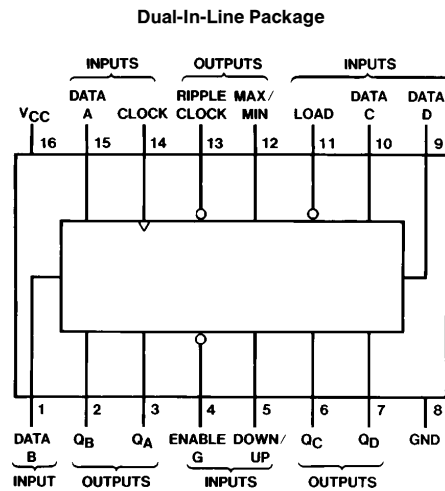 Dual-In-Line Package
INPUTS OUTPUTS INPUTS
DATA RIPPLE MAX/ DATA DATA
VCC A CLOCK CLOCK MIN LOAD C D
16 15 14 13 12 11 10 9
1 2 3 4 5 6 7 8
DATA QB QA ENABLE DOWN/ QC QD GND
B G UP
INPUT OUTPUTS INPUTS OUTPUTS